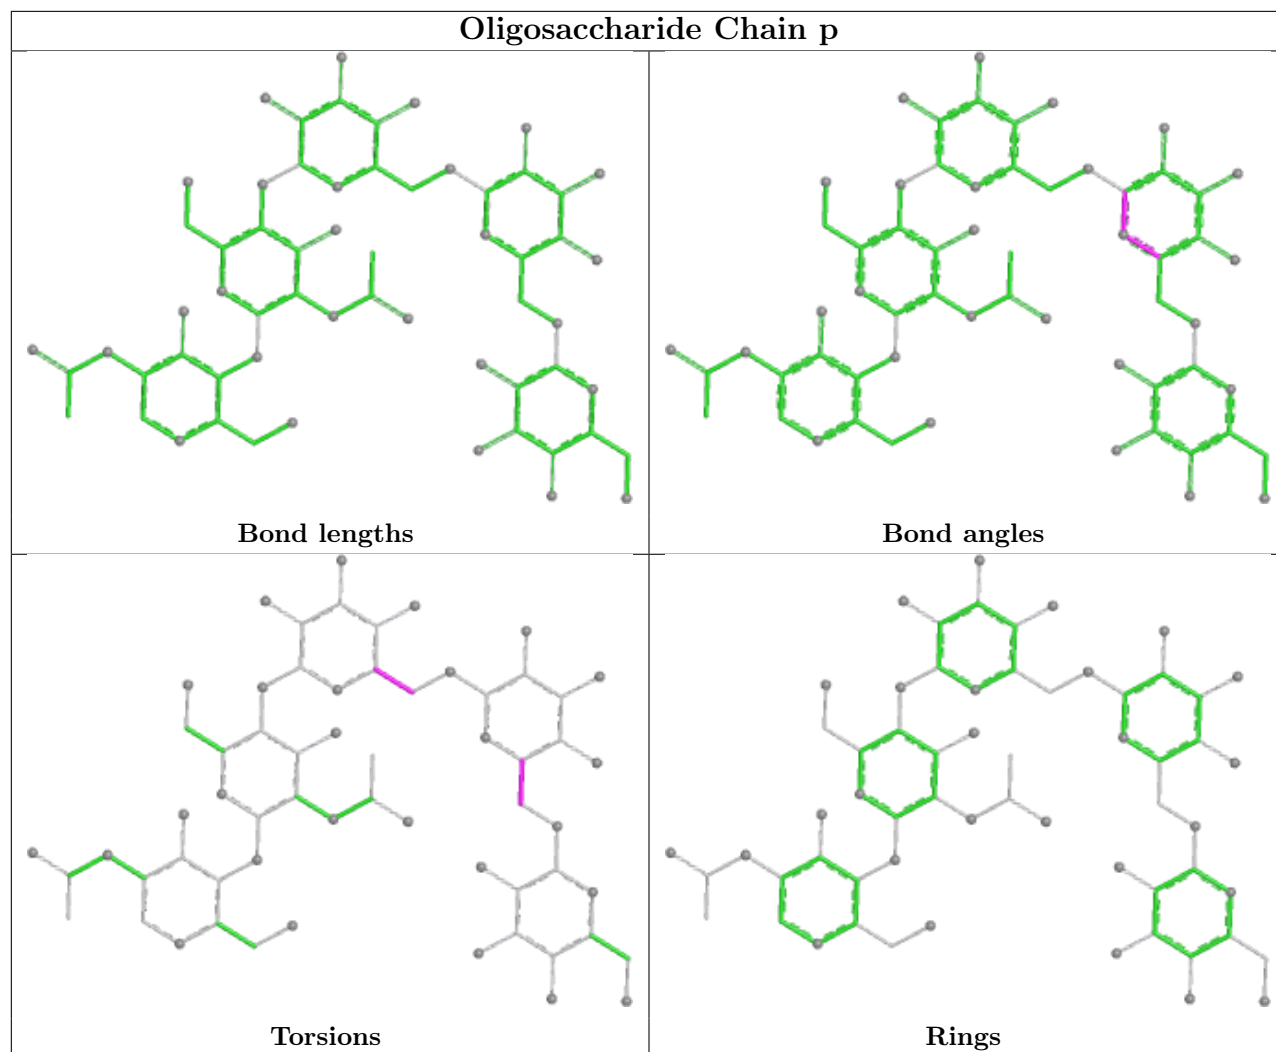 Oligosaccharide Chain p
Bond lengths
Bond angles
Torsions
Rings